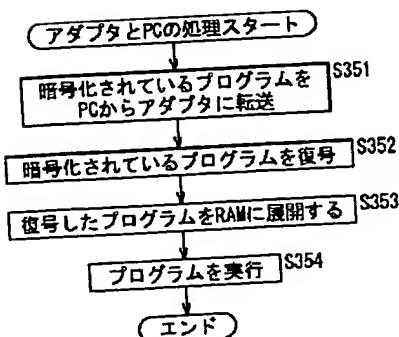 アダプタとPCの処理スタート
暗号化されているプログラムを
PCからアダプタに転送
S351
暗号化されているプログラムを復号
S352
復号したプログラムをRAMに展開する
S353
プログラムを実行
S354
エンド